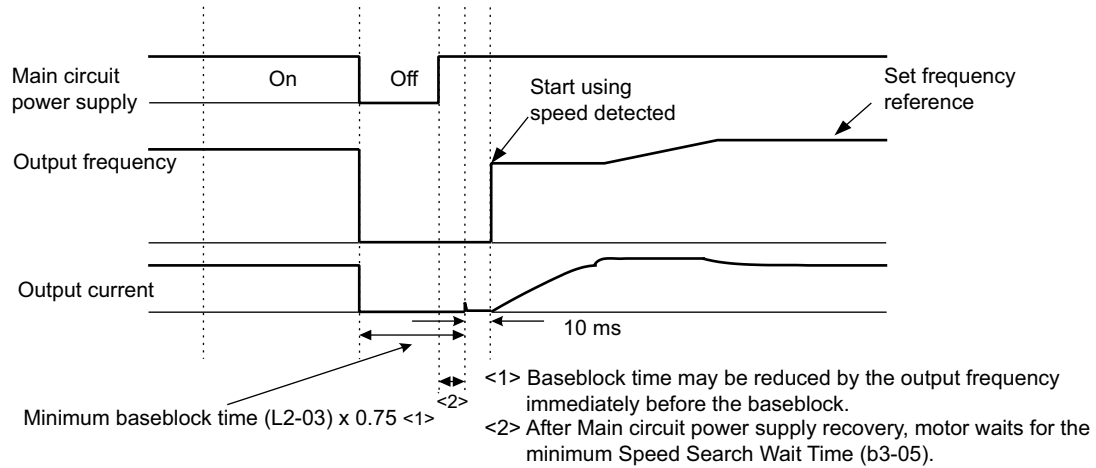 Main circuit
power supply
On
Off
Start using
speed detected
Set frequency
reference
Output frequency
Output current
10 ms
Minimum baseblock time (L2-03) x 0.75 <1>
<2>
<1> Baseblock time may be reduced by the output frequency
immediately before the baseblock.
<2> After Main circuit power supply recovery, motor waits for the
minimum Speed Search Wait Time (b3-05).